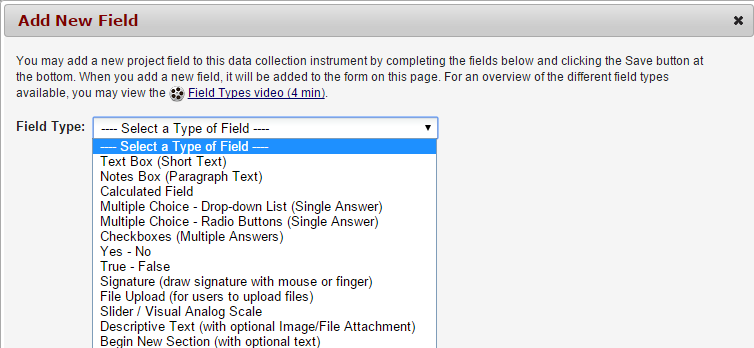 Add New Field
You may add a new project field to this data collection instrument by completing the fields below and clicking the Save button at
the bottom. When you add a new field, it will be added to the form on this page. For an overview of the different field types
available, you may view the Field Types video (4 min).
Field Type: ---- Select a Type of Field ----
---- Select a Type of Field ----
Text Box (Short Text)
Notes Box (Paragraph Text)
Calculated Field
Multiple Choice - Drop-down List (Single Answer)
Multiple Choice - Radio Buttons (Single Answer)
Checkboxes (Multiple Answers)
Yes - No
True - False
Signature (draw signature with mouse or finger)
File Upload (for users to upload files)
Slider / Visual Analog Scale
Descriptive Text (with optional Image/File Attachment)
Begin New Section (with optional text)